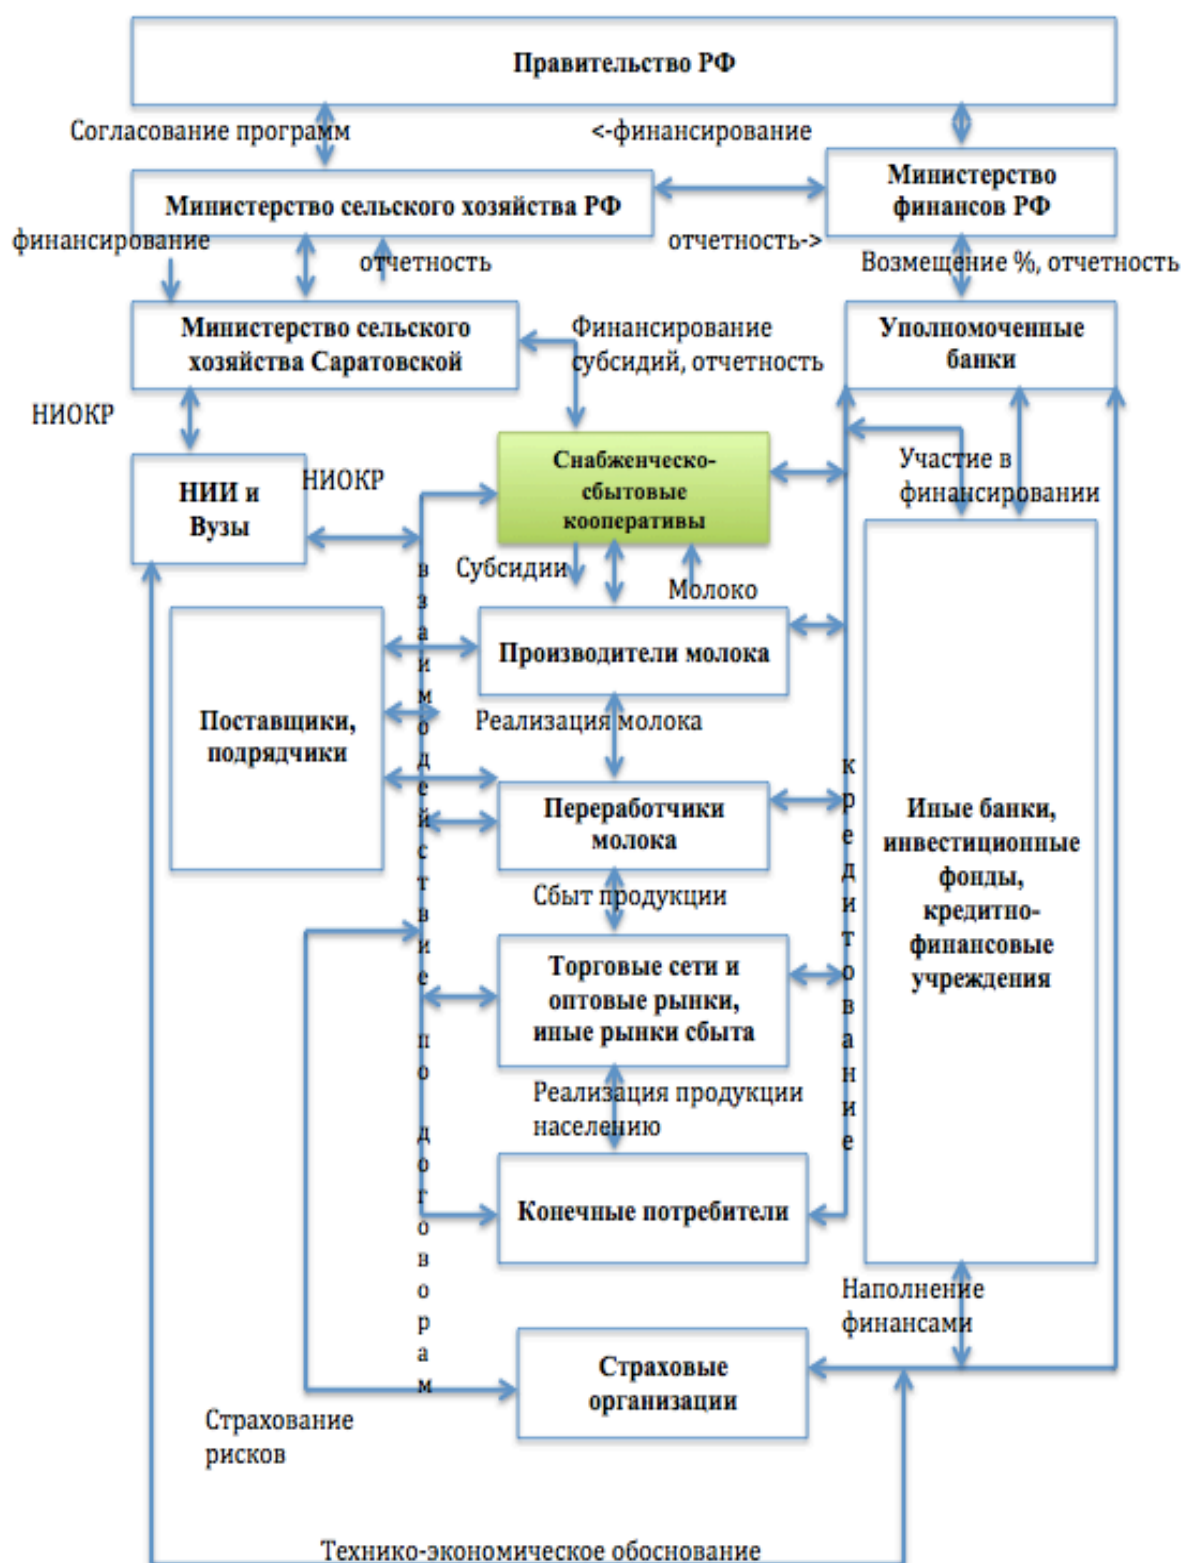 Правительство РФ
Согласование программ
<-финансирование
Министерство
финансов РФ
Министерство сельского хозяйства РФ
финансирование
отчетность
отчетность->
Возмещение %, отчетность
Министерство сельского
хозяйства Саратовской
Финансирование
субсидий, отчетность
Уполномоченные
банки
НИОКР
НИИ и
Вузы
НИОКР
Снабженческо-
сбытовые
кооперативы
Участие в
финансировании
Субсидии
Молоко
взаимодействие по договорам
Производители молока
Поставщики,
подрядчики
Реализация молока
кредитование
Переработчики
молока
Иные банки,
инвестиционные
фонды,
кредитно-
финансовые
учреждения
Сбыт продукции
Торговые сети и
оптовые рынки,
иные рынки сбыта
Реализация продукции
населению
Конечные потребители
Наполнение
финансами
Страховые
организации
Страхование
рисков
Технико-экономическое обоснование